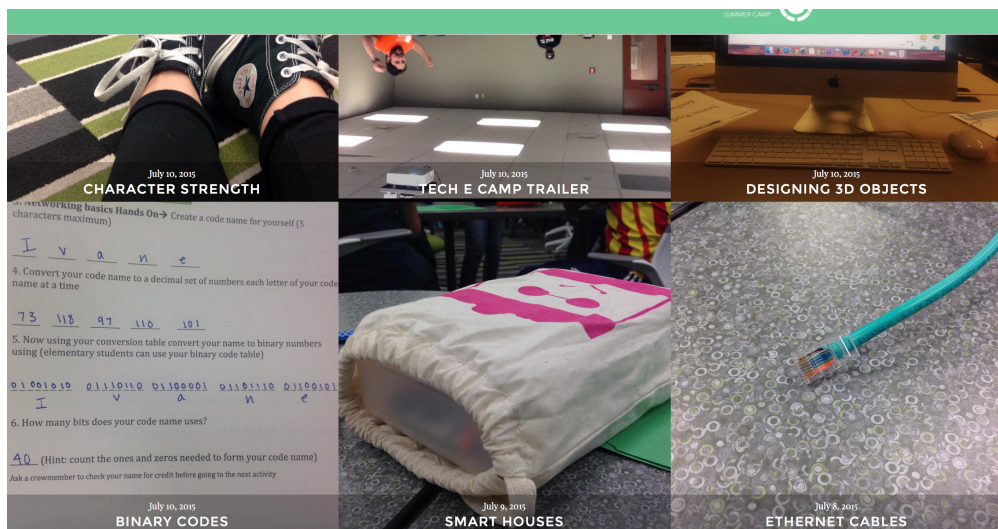 SUMMER CAMP
July 10, 2015
CHARACTER STRENGTH
July 10, 2015
TECH E CAMP TRAILER
July 10, 2015
DESIGNING 3D OBJECTS
3. Networking basics Hands On→ Create a code name for yourself (5
characters maximum)
I v a n e
4. Convert your code name to a decimal set of numbers each letter of your code
name at a time
73 118 97 110 101
5. Now using your conversion table convert your name to binary numbers
using (elementary students can use your binary code table)
01001010 01110110 01100001 01101110 01100101
I v a n e
6. How many bits does your code name uses?
40 (Hint: count the ones and zeros needed to form your code name)
Ask a crewmember to check your name for credit before going to the next activity
July 10, 2015
BINARY CODES
July 9, 2015
SMART HOUSES
July 8, 2015
ETHERNET CABLES